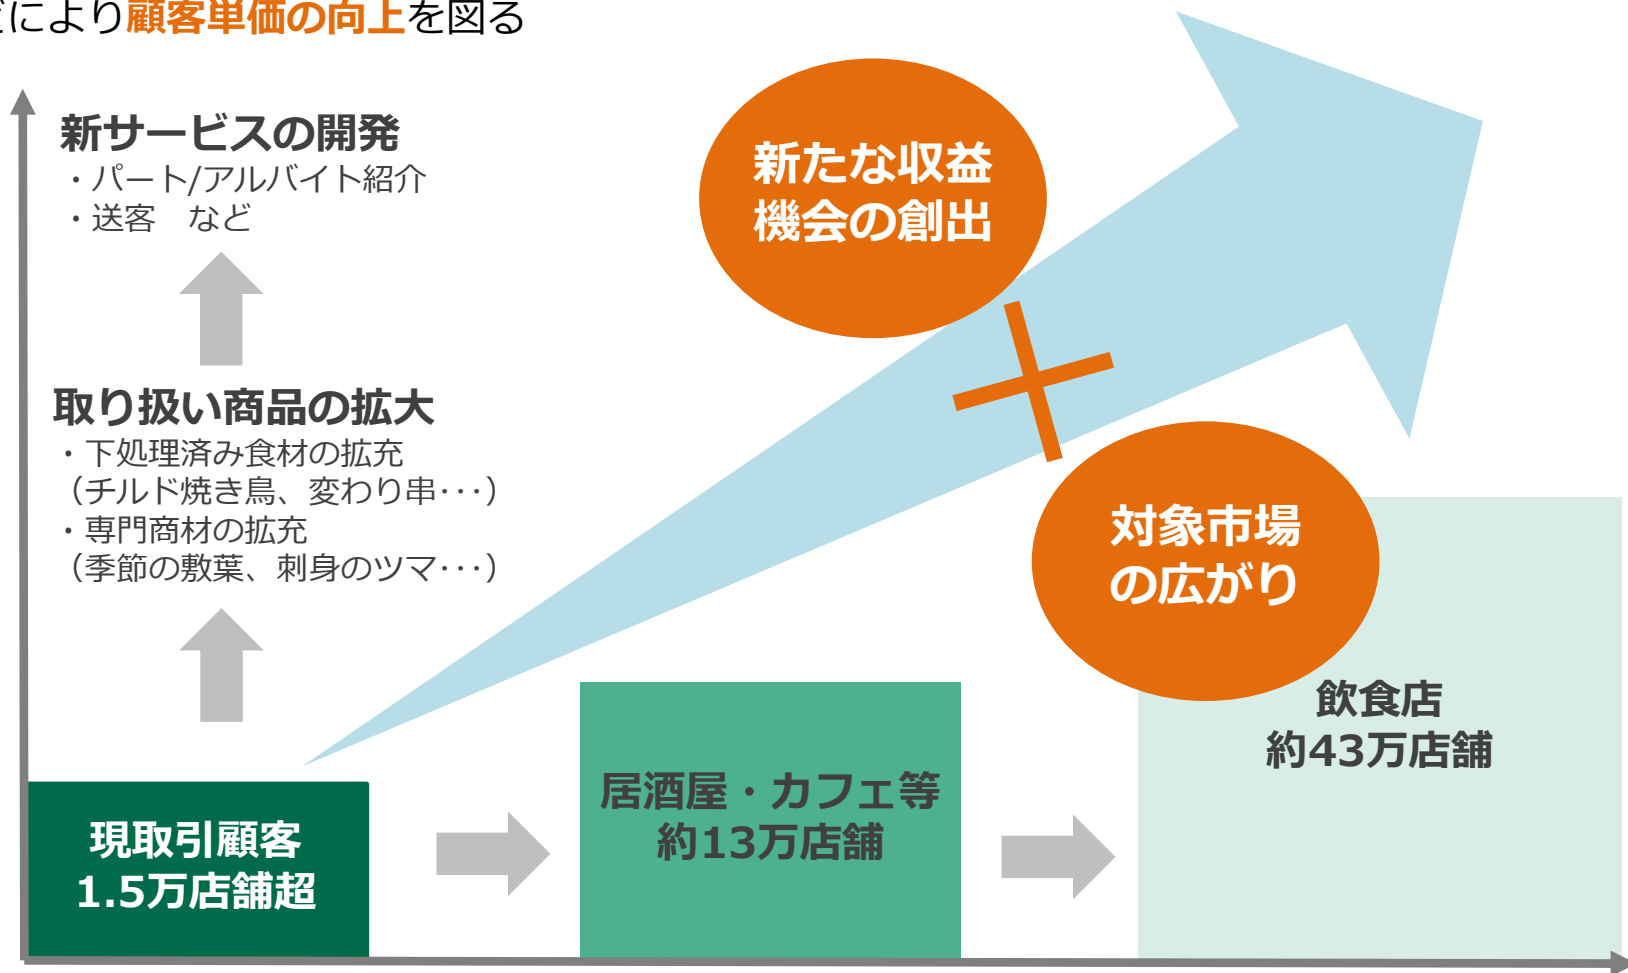 により顧客単価の向上を図る
新サービスの開発
・パート/アルバイト紹介
・送客　など
取り扱い商品の拡大
・下処理済み食材の拡充
（チルド焼き鳥、変わり串･･･）
・専門商材の拡充
（季節の敷葉、刺身のツマ･･･）
新たな収益
機会の創出
対象市場
の広がり
現取引顧客
1.5万店舗超
居酒屋・カフェ等
約13万店舗
飲食店
約43万店舗